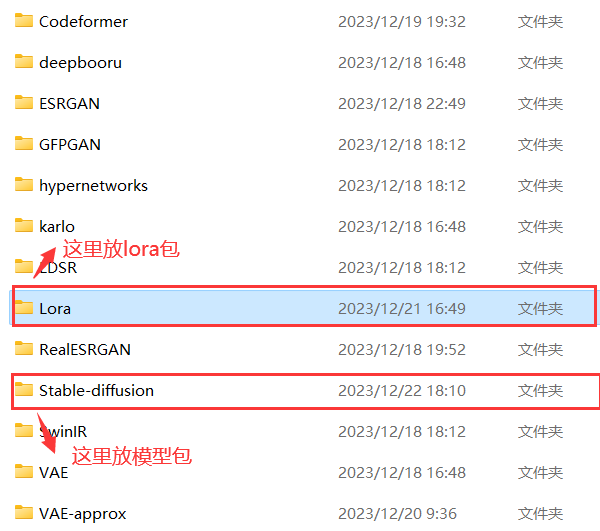 Codeformer 2023/12/19 19:32 文件夹
deepbooru 2023/12/18 16:48 文件夹
ESRGAN 2023/12/18 22:49 文件夹
GFPGAN 2023/12/18 18:12 文件夹
hypernetworks 2023/12/18 18:12 文件夹
karlo 2023/12/18 16:48 文件夹
这里放lora包
LDSR 2023/12/18 18:12 文件夹
Lora 2023/12/21 16:49 文件夹
RealESRGAN 2023/12/18 19:52 文件夹
Stable-diffusion 2023/12/22 18:10 文件夹
SwinIR 2023/12/18 18:12 文件夹
这里放模型包
VAE 2023/12/18 16:48 文件夹
VAE-approx 2023/12/20 9:36 文件夹